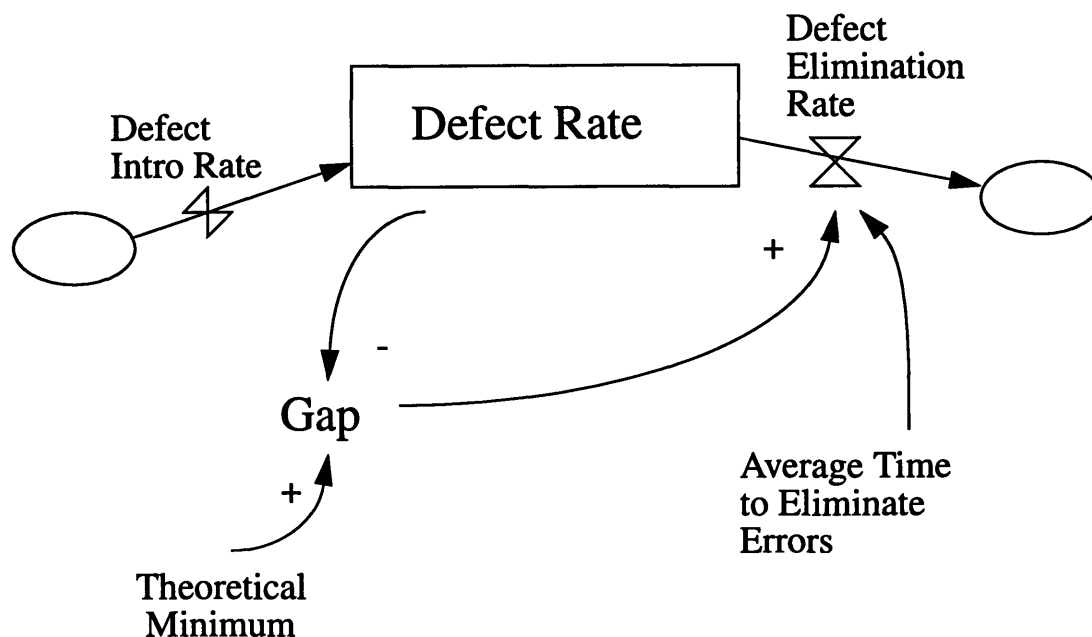 Defect
Elimination
Rate
Defect
Intro Rate
Defect Rate
+
-
Gap
+
Average Time
to Eliminate
Errors
Theoretical
Minimum